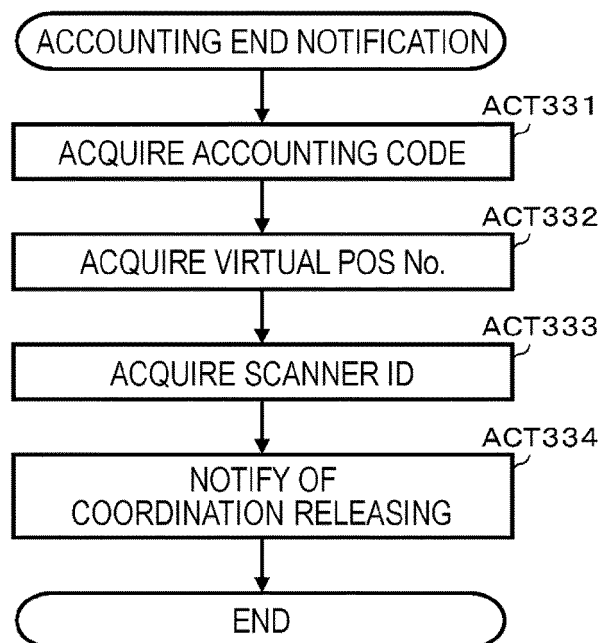 ACCOUNTING END NOTIFICATION
ACT331
ACQUIRE ACCOUNTING CODE
ACT332
ACQUIRE VIRTUAL POS No.
ACT333
ACQUIRE SCANNER ID
ACT334
NOTIFY OF
COORDINATION RELEASING
END